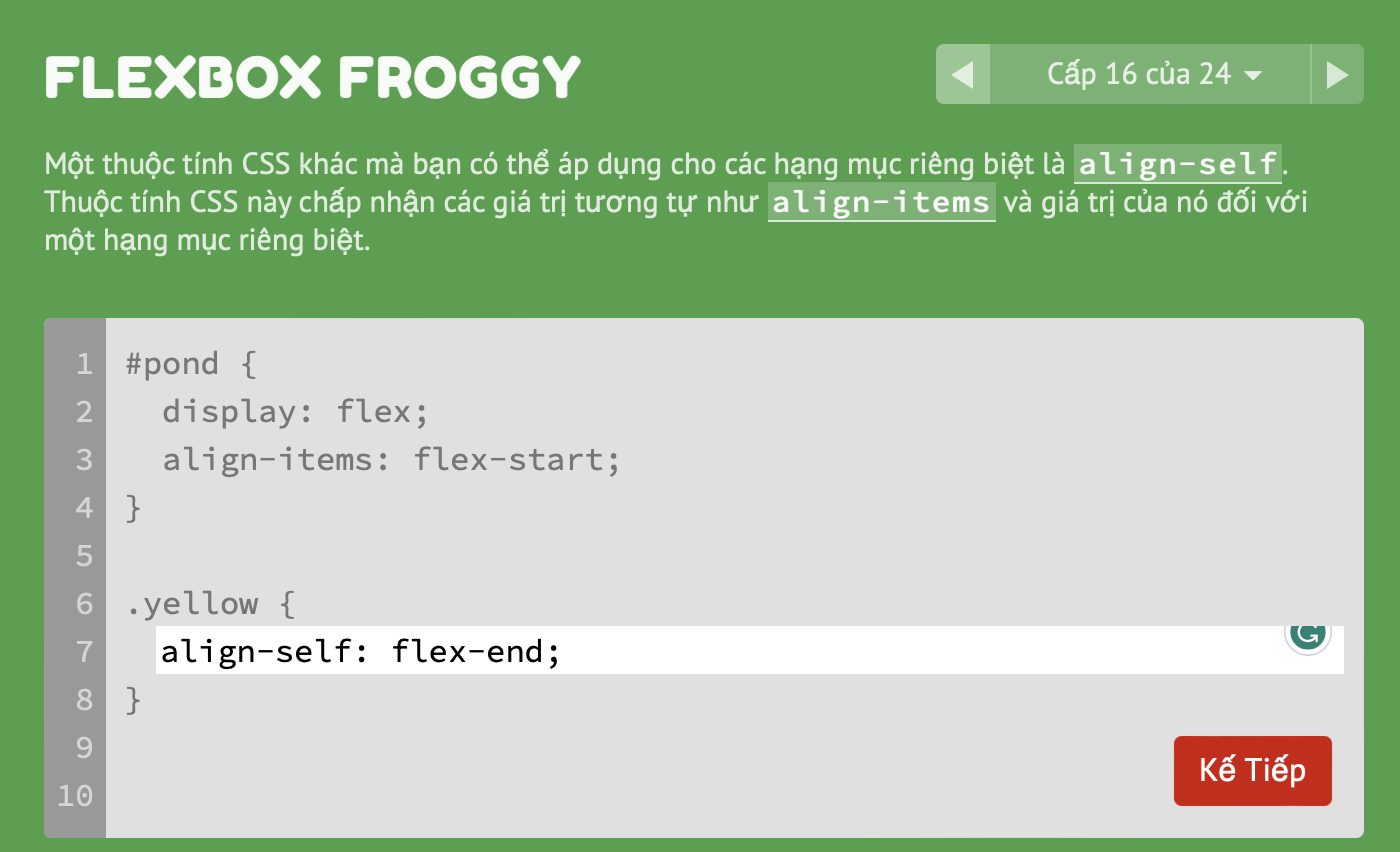 FLEXBOX FROGGY
Cấp 16 của 24
Một thuộc tính CSS khác mà bạn có thể áp dụng cho các hạng mục riêng biệt là align-self.
Thuộc tính CSS này chấp nhận các giá trị tương tự như align-items và giá trị của nó đối với
một hạng mục riêng biệt.
1 #pond {
2   display: flex;
3   align-items: flex-start;
4 }
5
6 .yellow {
7   align-self: flex-end;
8 }
9
10
Kế Tiếp